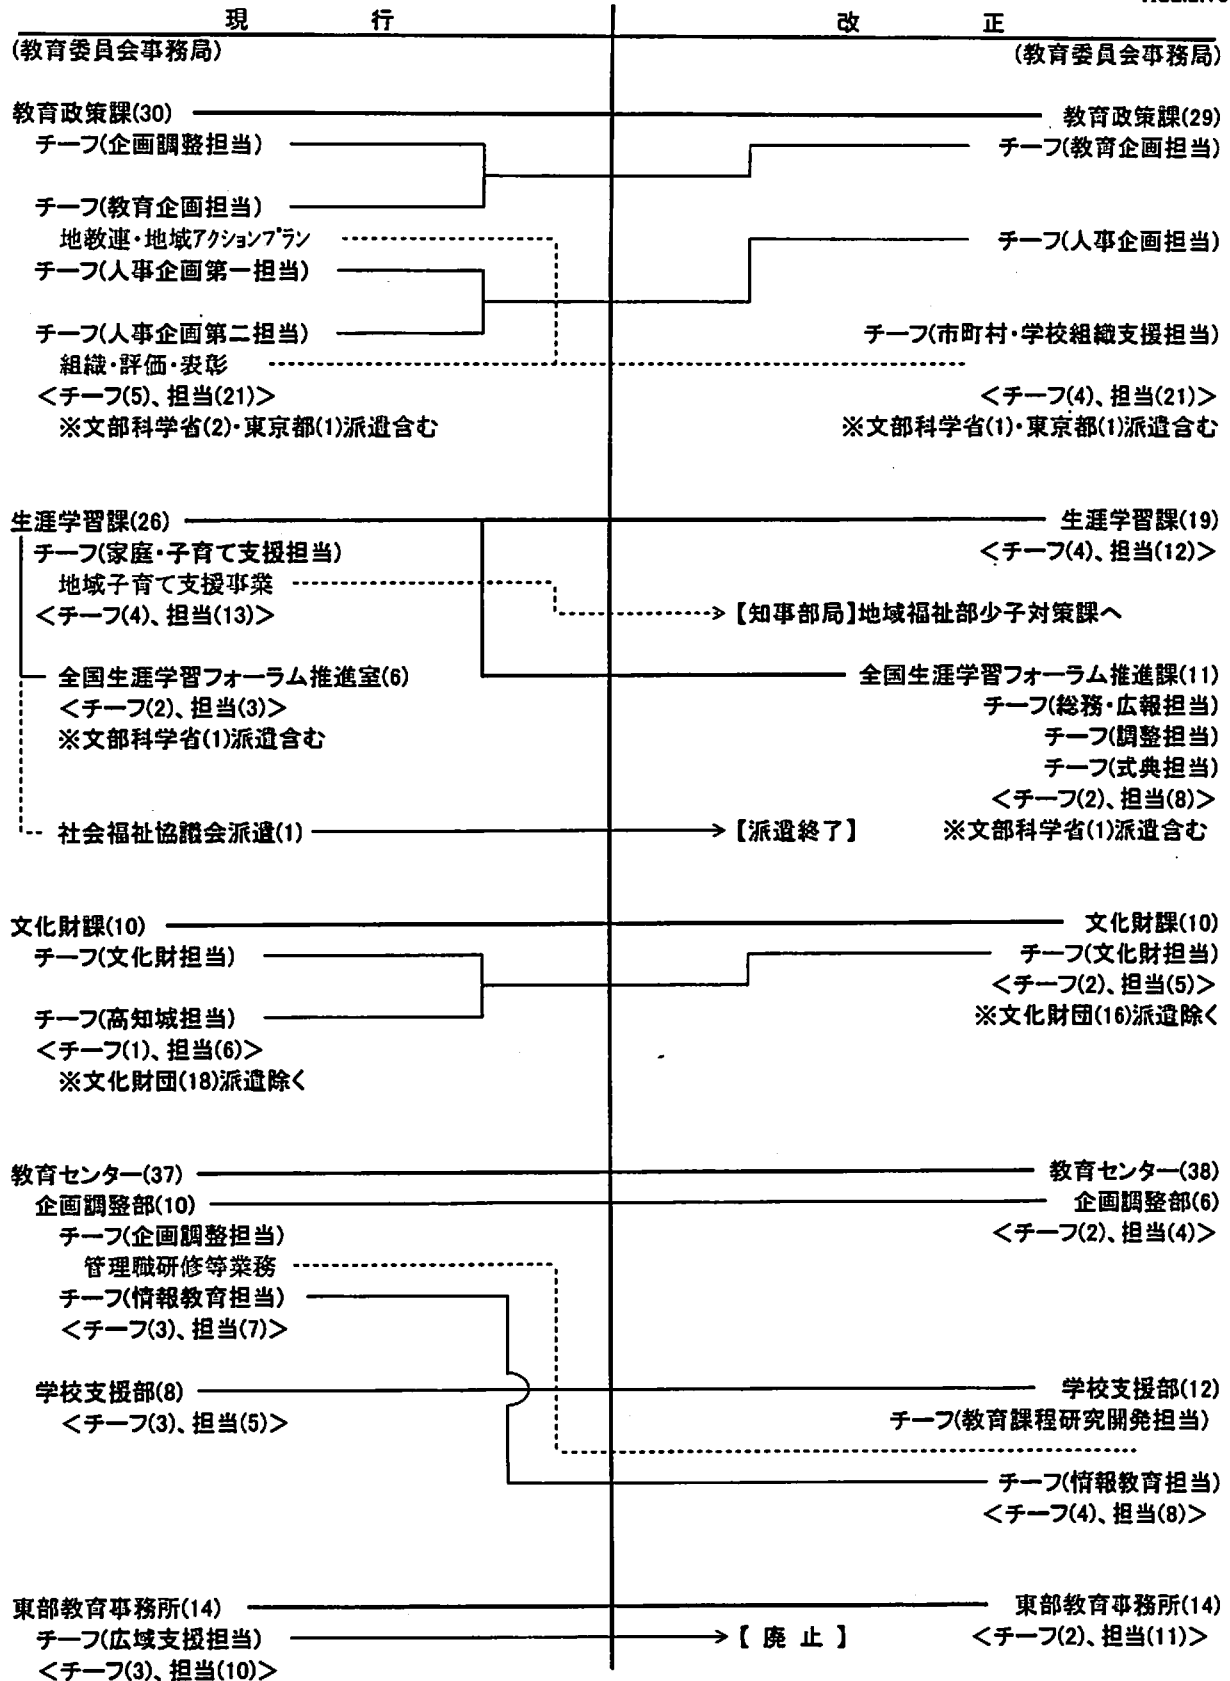 現 行
(教育委員会事務局)
教育政策課(30)
チーフ(企画調整担当)
チーフ(教育企画担当)
地教連・地域アクションプラン
チーフ(人事企画第一担当)
チーフ(人事企画第二担当)
組織・評価・表彰
＜チーフ(5)、担当(21)＞
※文部科学省(2)・東京都(1)派遣含む
生涯学習課(26)
チーフ(家庭・子育て支援担当)
地域子育て支援事業
＜チーフ(4)、担当(13)＞
全国生涯学習フォーラム推進室(6)
＜チーフ(2)、担当(3)＞
※文部科学省(1)派遣含む
社会福祉協議会派遣(1)
文化財課(10)
チーフ(文化財担当)
チーフ(高知城担当)
＜チーフ(1)、担当(6)＞
※文化財団(18)派遣除く
教育センター(37)
企画調整部(10)
チーフ(企画調整担当)
管理職研修等業務
チーフ(情報教育担当)
＜チーフ(3)、担当(7)＞
学校支援部(8)
＜チーフ(3)、担当(5)＞
東部教育事務所(14)
チーフ(広域支援担当)
＜チーフ(3)、担当(10)＞
改 正
(教育委員会事務局)
教育政策課(29)
チーフ(教育企画担当)
チーフ(人事企画担当)
チーフ(市町村・学校組織支援担当)
＜チーフ(4)、担当(21)＞
※文部科学省(1)・東京都(1)派遣含む
生涯学習課(19)
＜チーフ(4)、担当(12)＞
【知事部局】地域福祉部少子対策課へ
全国生涯学習フォーラム推進課(11)
チーフ(総務・広報担当)
チーフ(調整担当)
チーフ(式典担当)
＜チーフ(2)、担当(8)＞
【派遣終了】 ※文部科学省(1)派遣含む
文化財課(10)
チーフ(文化財担当)
＜チーフ(2)、担当(5)＞
※文化財団(16)派遣除く
教育センター(38)
企画調整部(6)
＜チーフ(2)、担当(4)＞
学校支援部(12)
チーフ(教育課程研究開発担当)
チーフ(情報教育担当)
＜チーフ(4)、担当(8)＞
東部教育事務所(14)
【 廃 止 】 ＜チーフ(2)、担当(11)＞